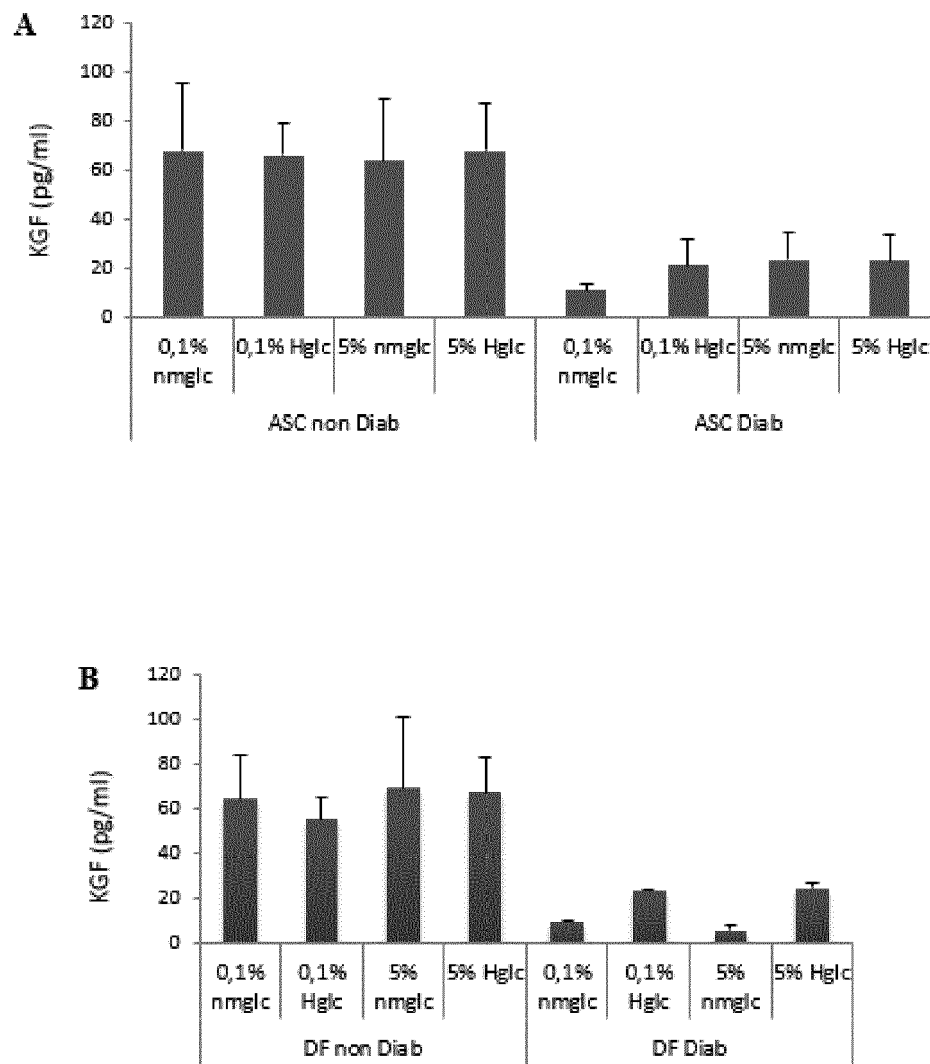 A
120
100
80
60
40
20
0
KGF (pg/ml)
0,1% 0,1% Hglc 5% nmglc 5% Hglc 0,1% 0,1% Hglc 5% nmglc 5% Hglc
nmglc nmglc
ASC non Diab ASC Diab
B
120
100
80
60
40
20
0
KGF (pg/ml)
0,1% 0,1% 5% 5% Hglc 0,1% 0,1% 5% 5% Hglc
nmglc Hglc nmglc nmglc Hglc nmglc
DF non Diab DF Diab